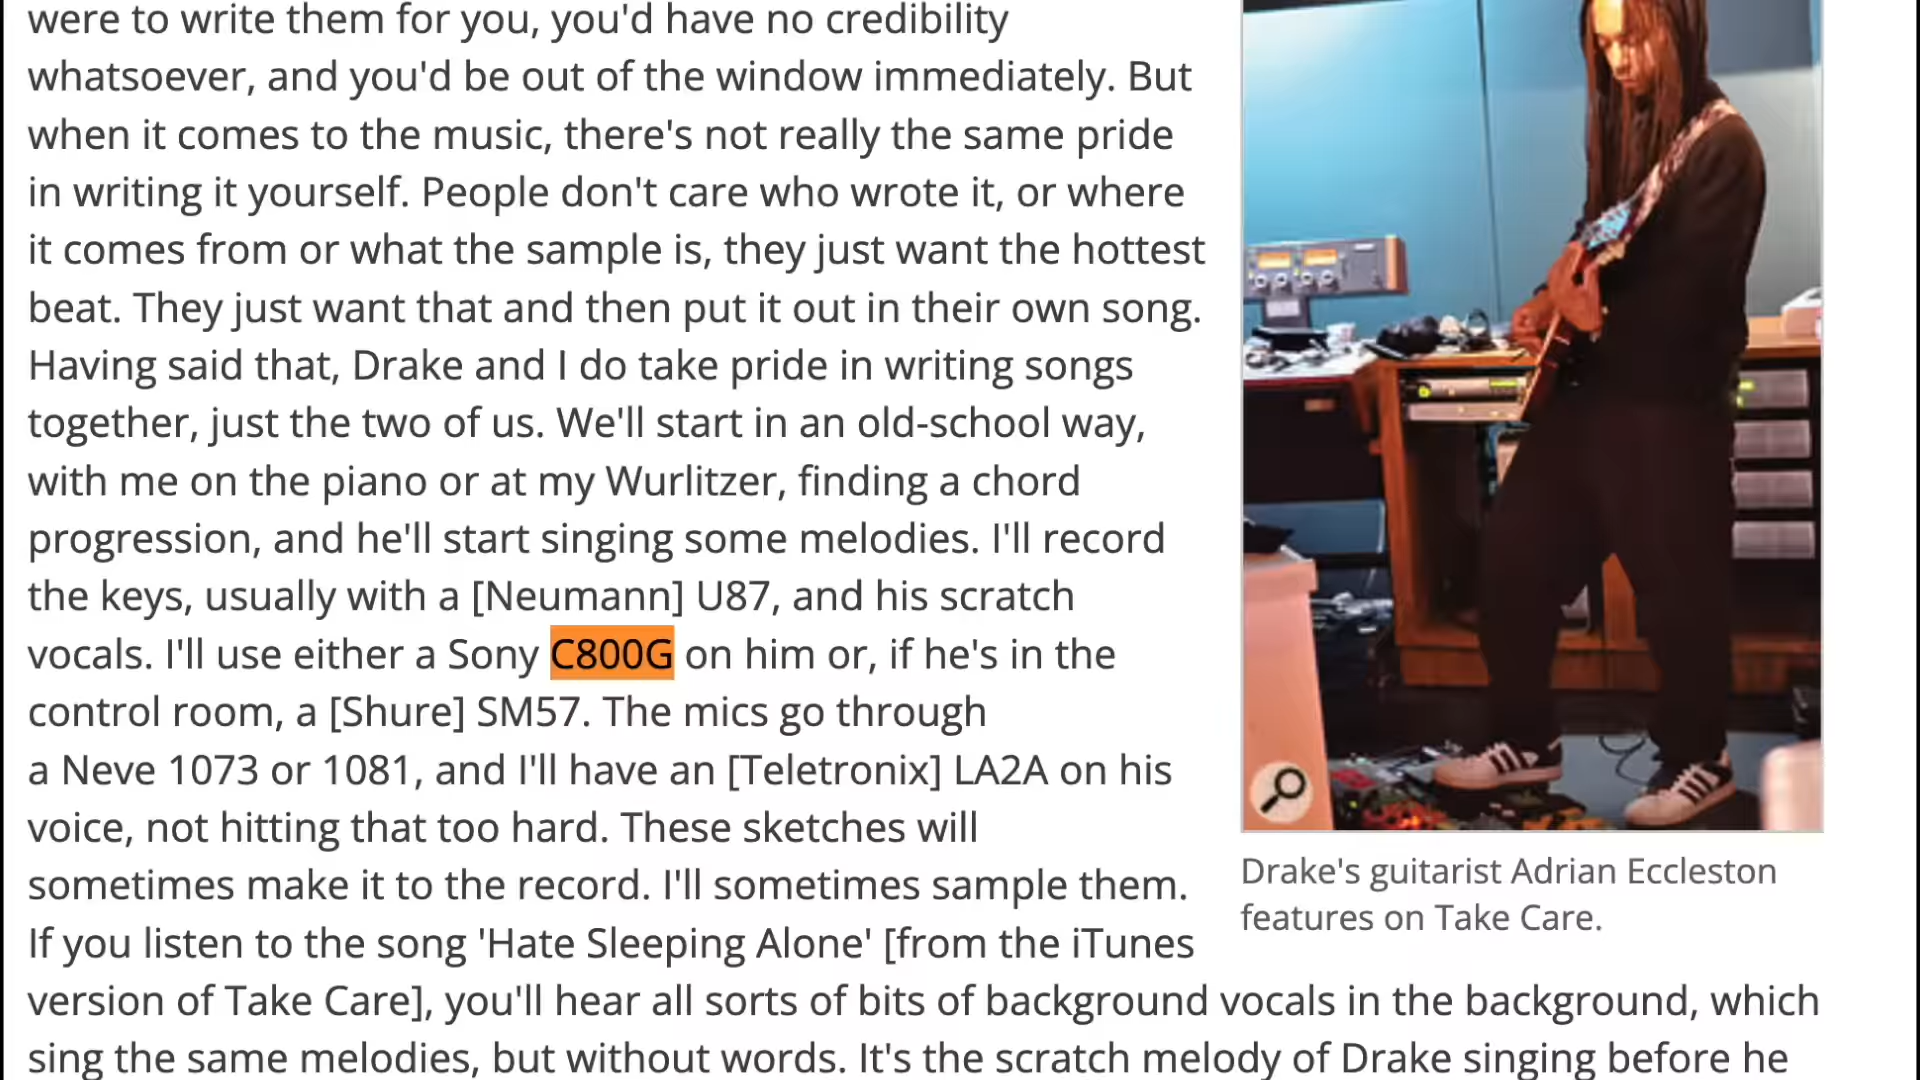 were to write them for you, you'd have no credibility
whatsoever, and you'd be out of the window immediately. But
when it comes to the music, there's not really the same pride
in writing it yourself. People don't care who wrote it, or where
it comes from or what the sample is, they just want the hottest
beat. They just want that and then put it out in their own song.
Having said that, Drake and I do take pride in writing songs
together, just the two of us. We'll start in an old-school way,
with me on the piano or at my Wurlitzer, finding a chord
progression, and he'll start singing some melodies. I'll record
the keys, usually with a [Neumann] U87, and his scratch
vocals. I'll use either a Sony C800G on him or, if he's in the
control room, a [Shure] SM57. The mics go through
a Neve 1073 or 1081, and I'll have an [Teletronix] LA2A on his
voice, not hitting that too hard. These sketches will
sometimes make it to the record. I'll sometimes sample them.
If you listen to the song 'Hate Sleeping Alone' [from the iTunes
version of Take Care], you'll hear all sorts of bits of background vocals in the background, which
sing the same melodies, but without words. It's the scratch melody of Drake singing before he
Drake's guitarist Adrian Eccleston
features on Take Care.